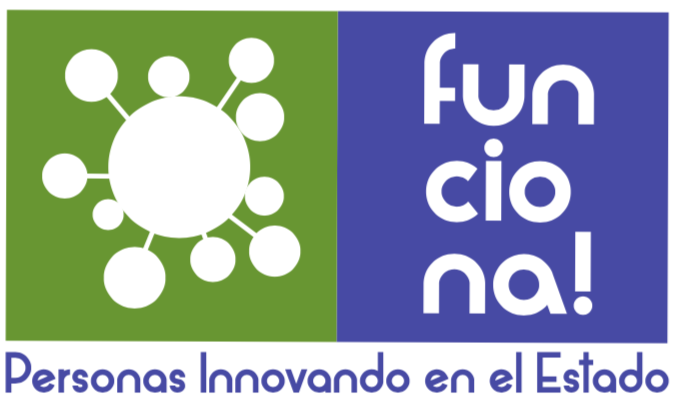 fun
cio
na!
Personas Innovando en el Estado